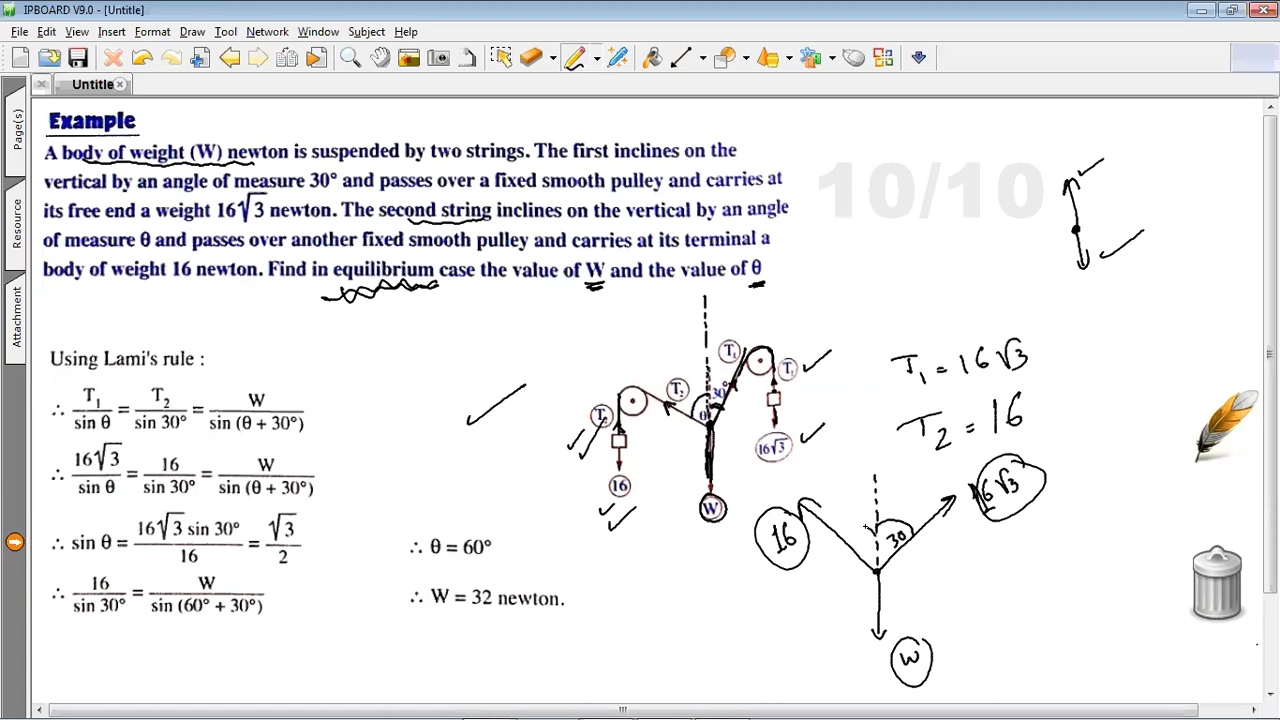 IPBOARD V9.0 - [Untitled]
File Edit View Insert Format Draw Tool Network Window Subject Help
Untitle
Page(s)
Resource
Attachment
Example
A body of weight (W) newton is suspended by two strings. The first inclines on the
vertical by an angle of measure 30° and passes over a fixed smooth pulley and carries at
its free end a weight 16√3 newton. The second string inclines on the vertical by an angle
of measure θ and passes over another fixed smooth pulley and carries at its terminal a
body of weight 16 newton. Find in equilibrium case the value of W and the value of θ
10/10
Using Lami's rule :
∴ T₁ / sin θ = T₂ / sin 30° = W / sin (θ + 30°)
∴ 16√3 / sin θ = 16 / sin 30° = W / sin (θ + 30°)
∴ sin θ = 16√3 sin 30° / 16 = √3 / 2
∴ θ = 60°
∴ 16 / sin 30° = W / sin (60° + 30°)
∴ W = 32 newton.
T₁
T₁
T₂
30°
θ
16√3
16
W
T₁ = 16√3
T₂ = 16
16√3
16
30
W